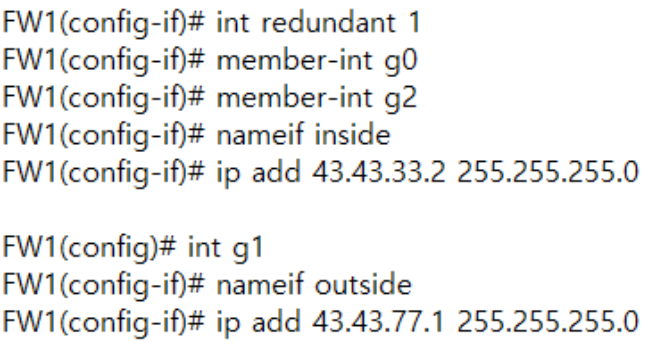 FW1(config-if)# int redundant 1
FW1(config-if)# member-int g0
FW1(config-if)# member-int g2
FW1(config-if)# nameif inside
FW1(config-if)# ip add 43.43.33.2 255.255.255.0
FW1(config)# int g1
FW1(config-if)# nameif outside
FW1(config-if)# ip add 43.43.77.1 255.255.255.0